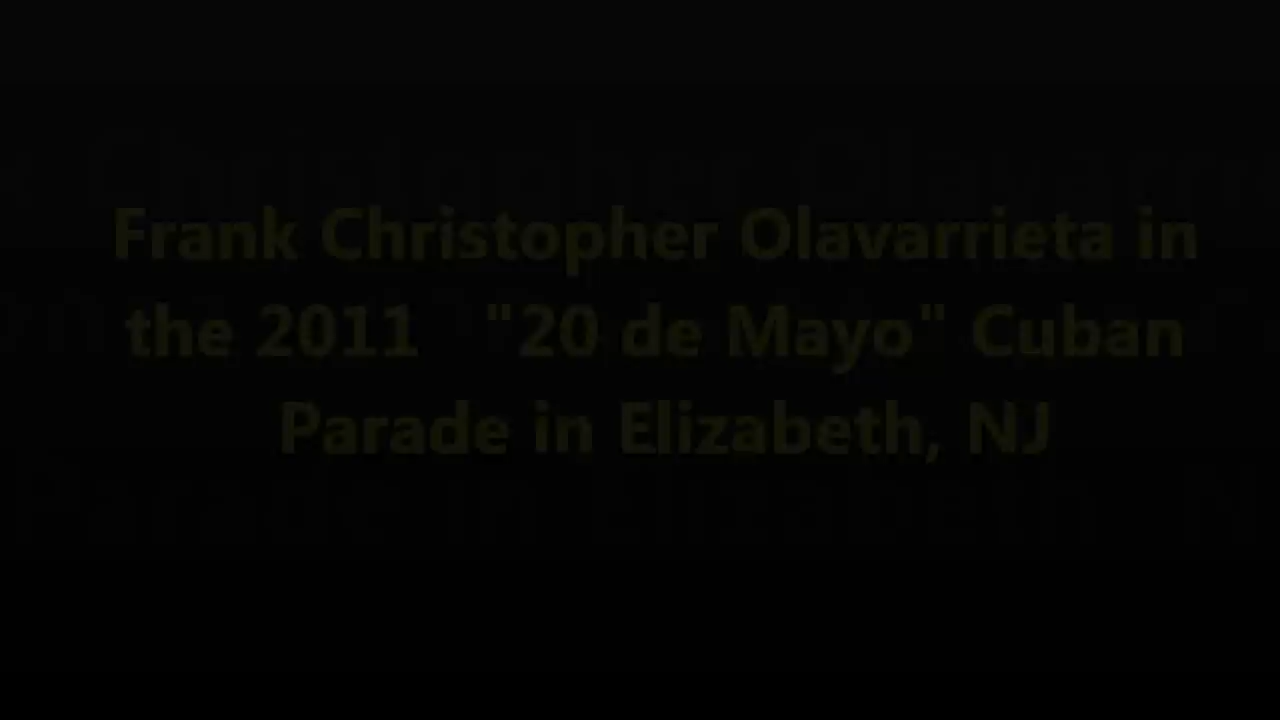 Frank Christopher Olavarrieta in
the 2011 "20 de Mayo" Cuban
Parade in Elizabeth, NJ